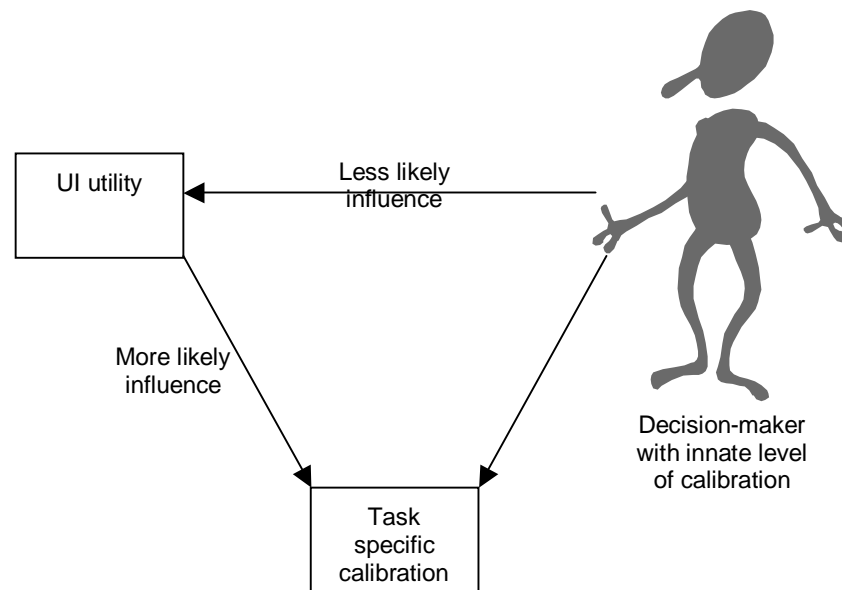 UI utility
Less likely
influence
More likely
influence
Decision-maker
with innate level
of calibration
Task
specific
calibration